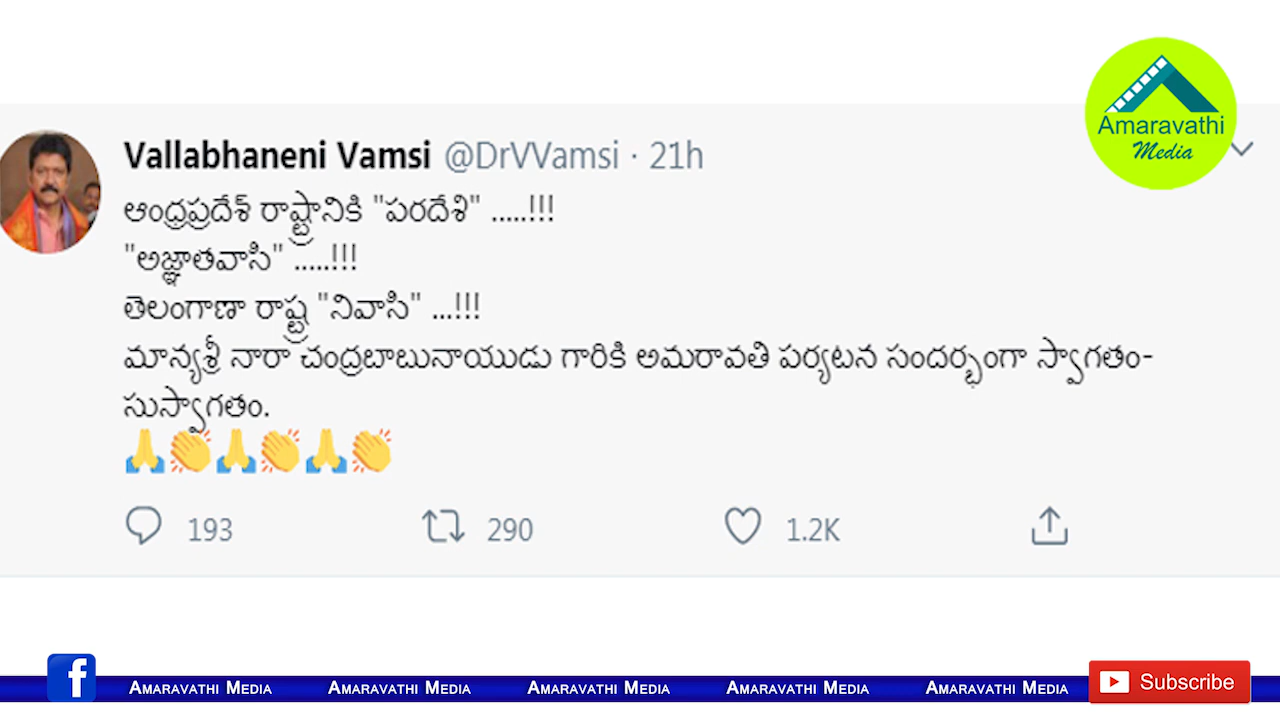 Amaravathi
Media
Vallabhaneni Vamsi @DrVVamsi · 21h
ఆంధ్రప్రదేశ్ రాష్ట్రానికి "పరదేశి" .....!!!
"అజ్ఞాతవాసి" .....!!!
తెలంగాణా రాష్ట్ర "నివాసి" ...!!!
మాన్యశ్రీ నారా చంద్రబాబునాయుడు గారికి అమరావతి పర్యటన సందర్భంగా స్వాగతం-
సుస్వాగతం.
🙏👏🙏👏🙏👏
193 290 1.2K
f Amaravathi Media Amaravathi Media Amaravathi Media Amaravathi Media Amaravathi Media Subscribe